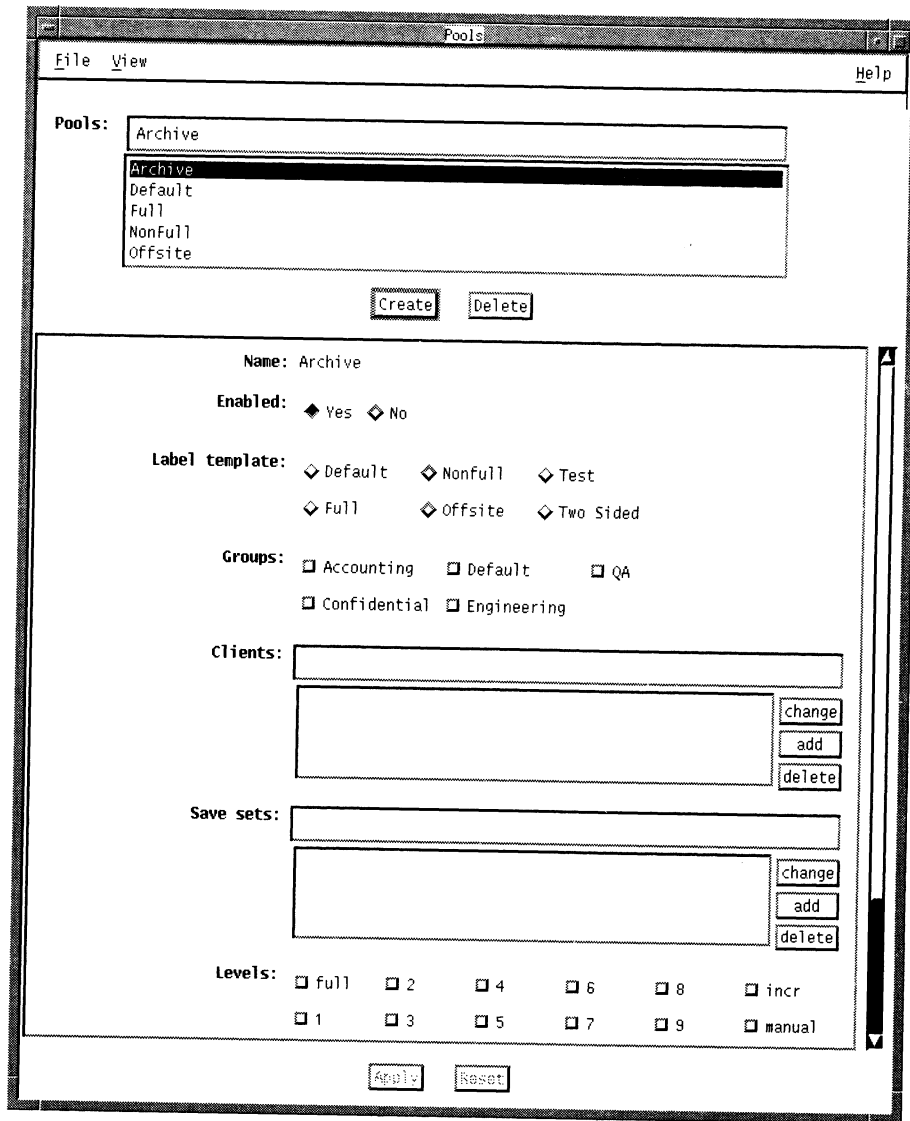 Pools
File View Help
Pools: Archive
Archive
Default
Full
NonFull
Offsite
Create Delete
Name: Archive
Enabled: Yes No
Label template: Default Nonfull Test
Full Offsite Two Sided
Groups: Accounting Default QA
Confidential Engineering
Clients:
change
add
delete
Save sets:
change
add
delete
Levels: full 2 4 6 8 incr
1 3 5 7 9 manual
Apply Reset